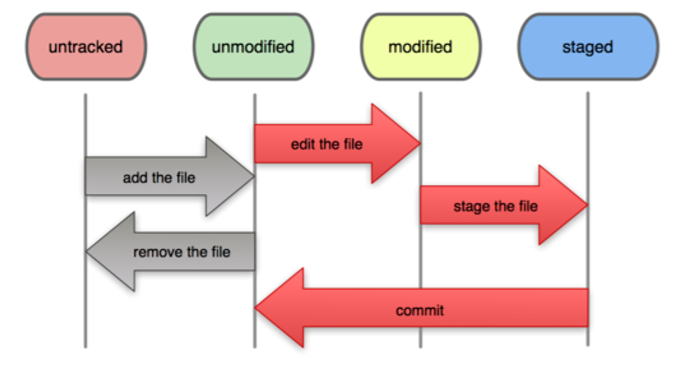 untracked
unmodified
modified
staged
edit the file
add the file
stage the file
remove the file
commit